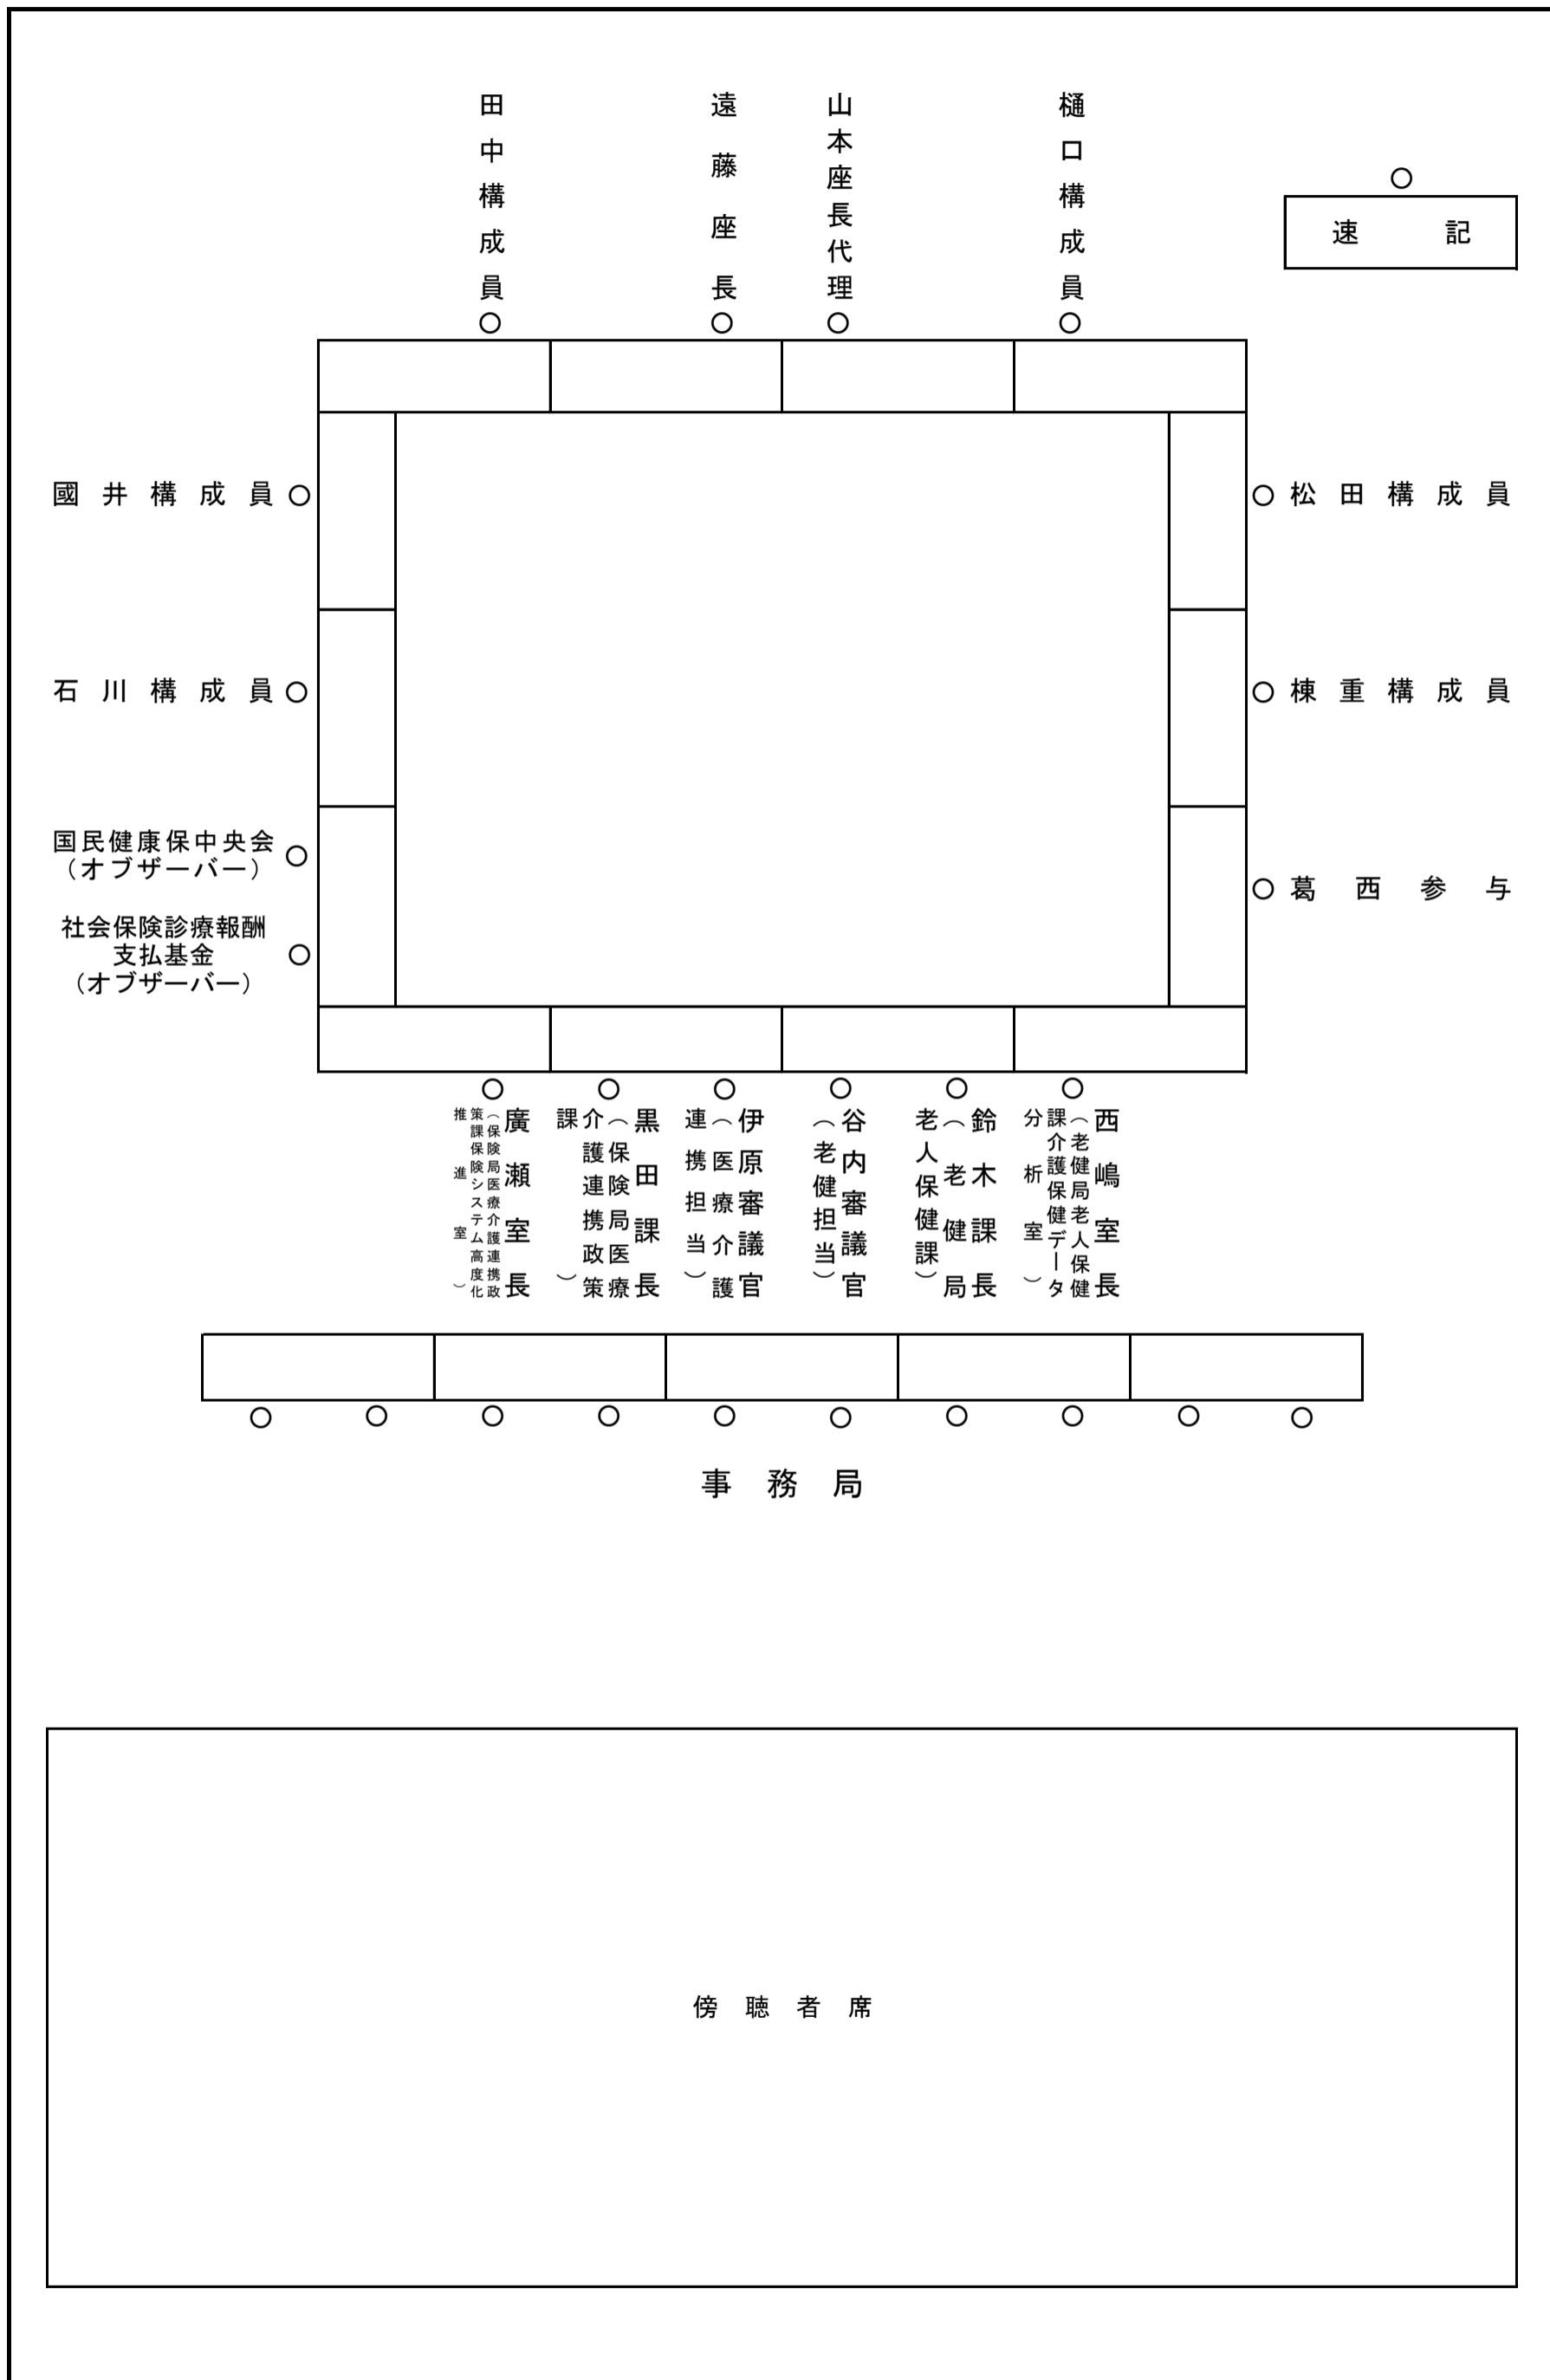 田中構成員
遠藤座長
山本座長代理
樋口構成員
速記
國井構成員
松田構成員
石川構成員
棟重構成員
国民健康保中央会
（オブザーバー）
葛西参与
社会保険診療報酬
支払基金
（オブザーバー）
廣瀬室長
（保険局医療介護連携政
策課保険システム高度化
推進室）
黒田課長
（保険局医療
介護連携政策
課）
伊原審議官
（医療介護
連携担当）
谷内審議官
（老健担当）
鈴木課長
（老健局
老人保健課）
西嶋室長
（老健局老人保健
課介護保健データ
分析室）
事務局
傍聴者席